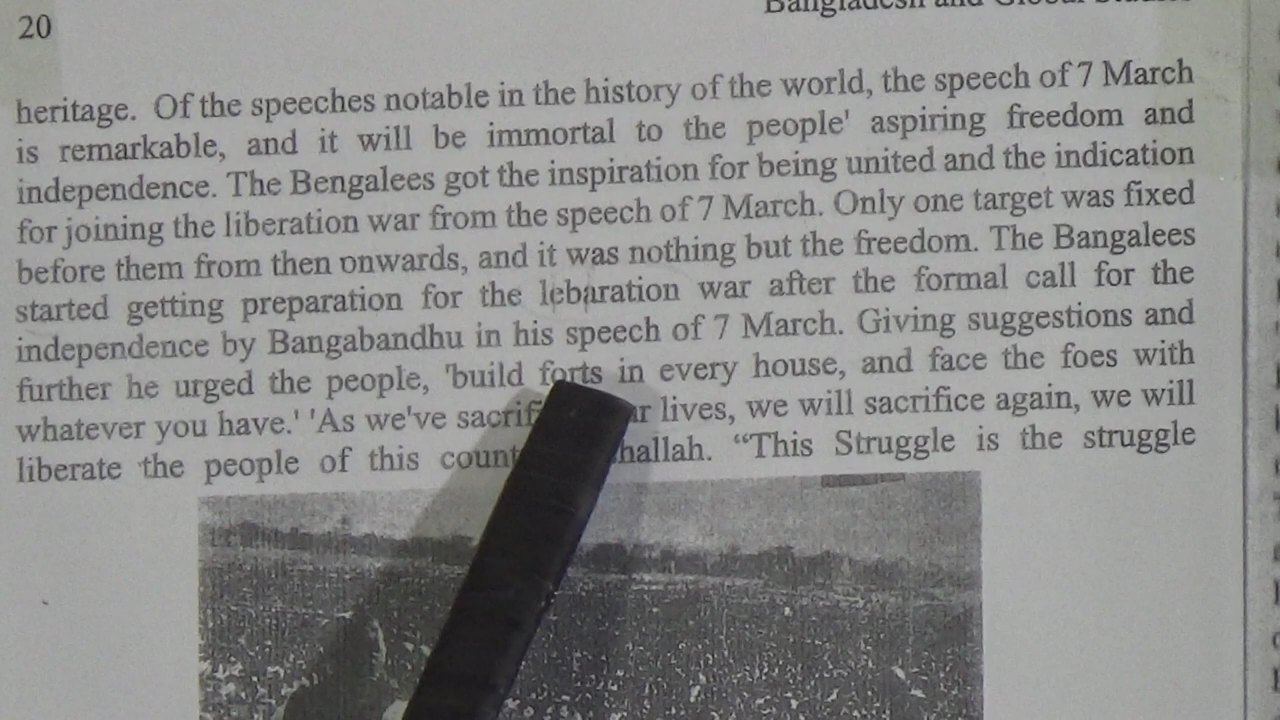 20
heritage. Of the speeches notable in the history of the world, the speech of 7 March
is remarkable, and it will be immortal to the people' aspiring freedom and
independence. The Bengalees got the inspiration for being united and the indication
for joining the liberation war from the speech of 7 March. Only one target was fixed
before them from then onwards, and it was nothing but the freedom. The Bangalees
started getting preparation for the lebaration war after the formal call for the
independence by Bangabandhu in his speech of 7 March. Giving suggestions and
further he urged the people, 'build forts in every house, and face the foes with
whatever you have.' 'As we've lives, we will sacrifice again, we will
liberate the people of this “This Struggle is the struggle